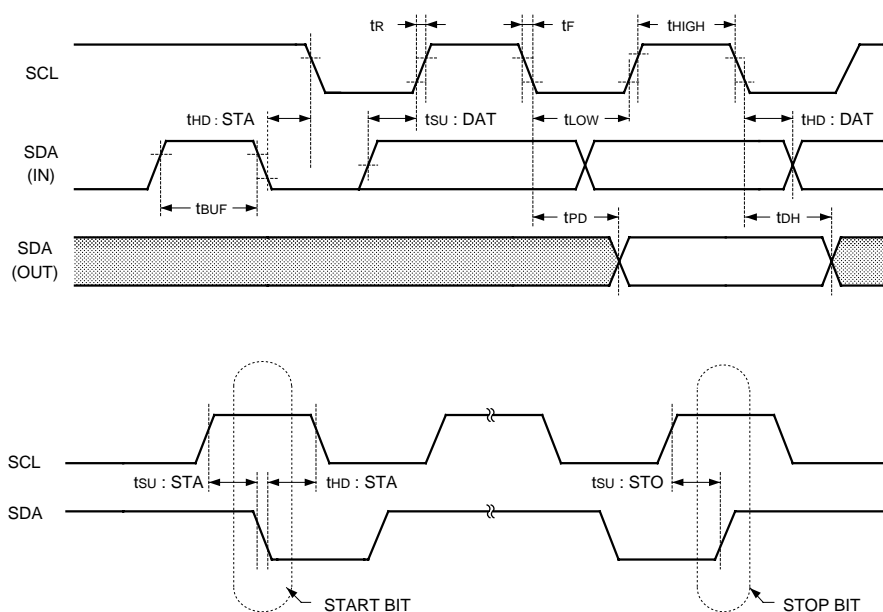 tR tF tHIGH
SCL
tHD : STA tSU : DAT tLOW tHD : DAT
SDA
(IN)
tBUF tPD tDH
SDA
(OUT)
SCL
tSU : STA tHD : STA tSU : STO
SDA
START BIT STOP BIT